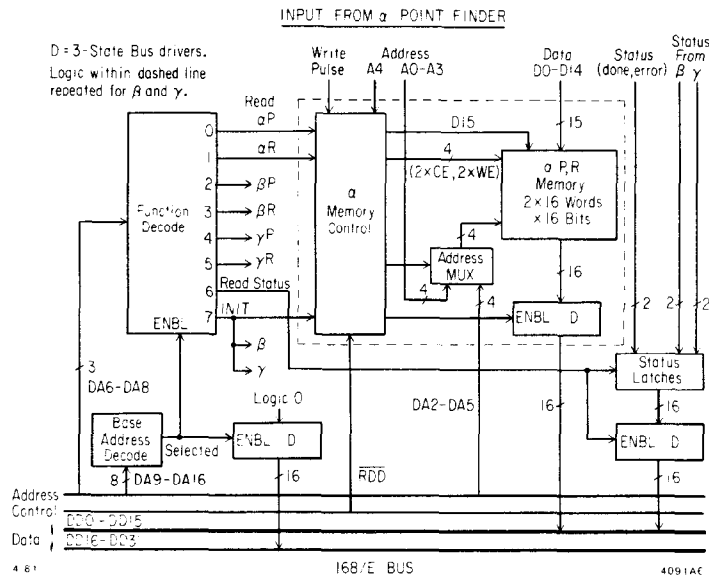 INPUT FROM α POINT FINDER
D = 3-State Bus drivers.
Logic within dashed line
repeated for β and γ.
Write
Pulse
A4
Address
A0-A3
Data
D0-D14
Status
(done,error)
Status
From
β γ
Read
αP
αR
βP
βR
γP
γR
Read Status
INIT
β
γ
0
1
2
3
4
5
6
7
Function
Decode
ENBL
α
Memory
Control
D15
15
4
(2×CE, 2×WE)
α P,R
Memory
2×16 Words
×16 Bits
4
Address
MUX
4
4
16
ENBL D
2
2
2
Status
Latches
16
ENBL D
16
3
DA6-DA8
Logic 0
Base
Address
Decode
Selected
ENBL D
8
DA9-DA16
16
RDD
DA2-DA5
16
Address
Control
DD0-DD15
Data
DD16-DD31
4 81
168/E BUS
4091A6